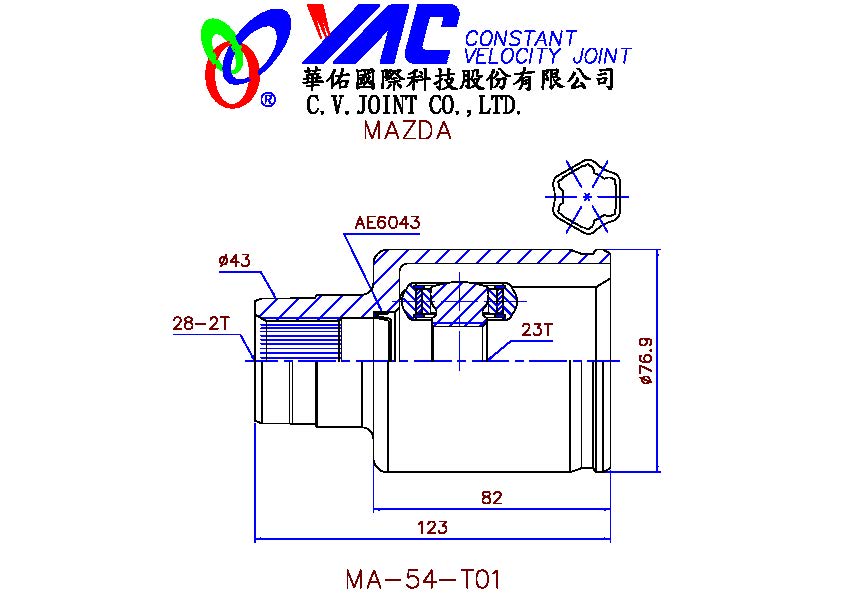 YAC CONSTANT
VELOCITY JOINT
®
華佑國際科技股份有限公司
C.V.JOINT CO.,LTD.
MAZDA
AE6043
ø43
28-2T
23T
ø76.9
82
123
MA-54-T01